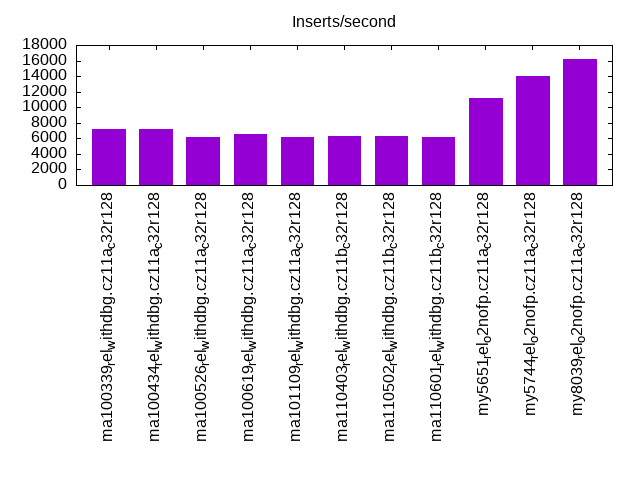 Inserts/second
18000
16000
14000
12000
10000
8000
6000
4000
2000
0
ma100339relwithdbg.cz11ac32r128
ma100434relwithdbg.cz11ac32r128
ma100526relwithdbg.cz11ac32r128
ma100619relwithdbg.cz11ac32r128
ma101109relwithdbg.cz11ac32r128
ma110403relwithdbg.cz11bc32r128
ma110502relwithdbg.cz11bc32r128
ma110601relwithdbg.cz11bc32r128
my5651relo2nofp.cz11ac32r128
my5744relo2nofp.cz11ac32r128
my8039relo2nofp.cz11ac32r128